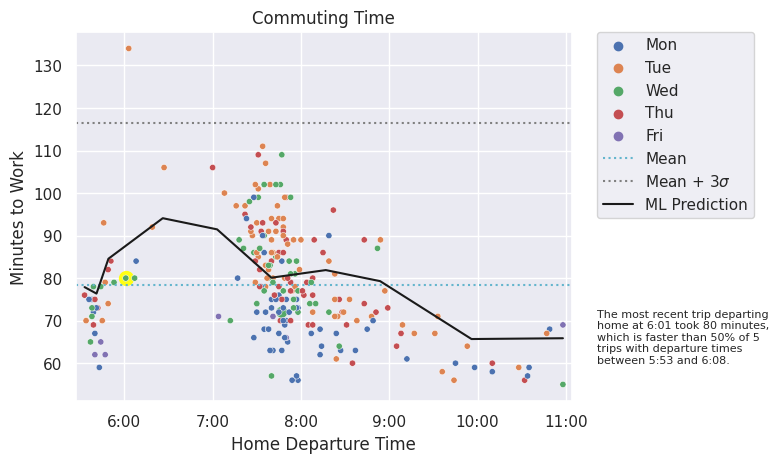 Commuting Time
Minutes to Work
130
120
110
100
90
80
70
60
6:00 7:00 8:00 9:00 10:00 11:00
Home Departure Time
Mon
Tue
Wed
Thu
Fri
Mean
Mean + 3σ
ML Prediction
The most recent trip departing
home at 6:01 took 80 minutes,
which is faster than 50% of 5
trips with departure times
between 5:53 and 6:08.